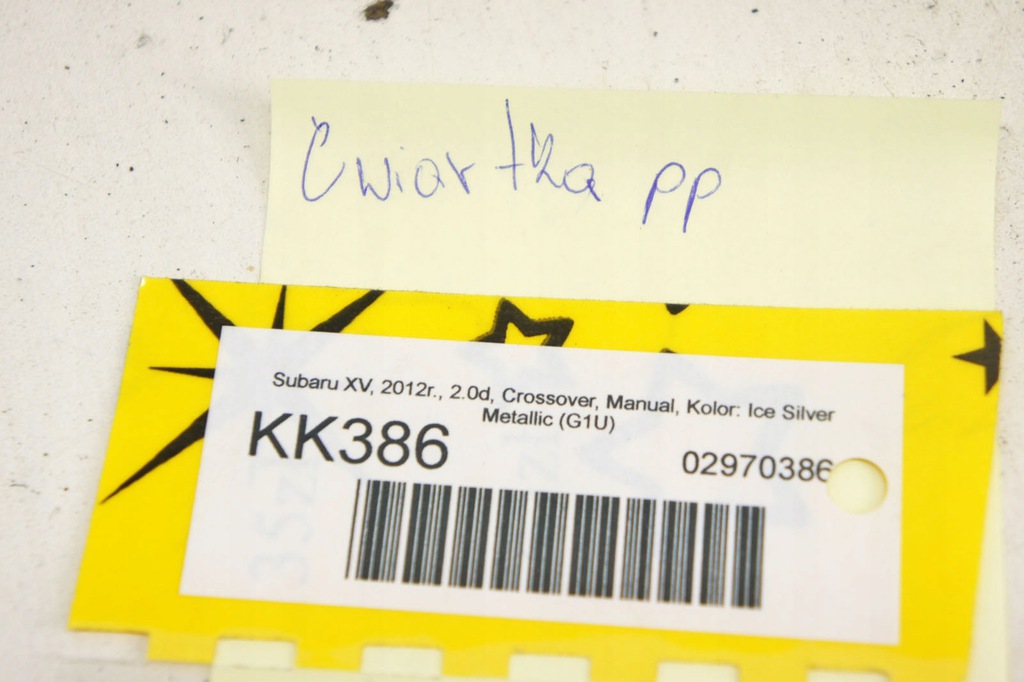 Cwiartka pp
Subaru XV, 2012r., 2.0d, Crossover, Manual, Kolor: Ice Silver
Metallic (G1U)
KK386
02970386